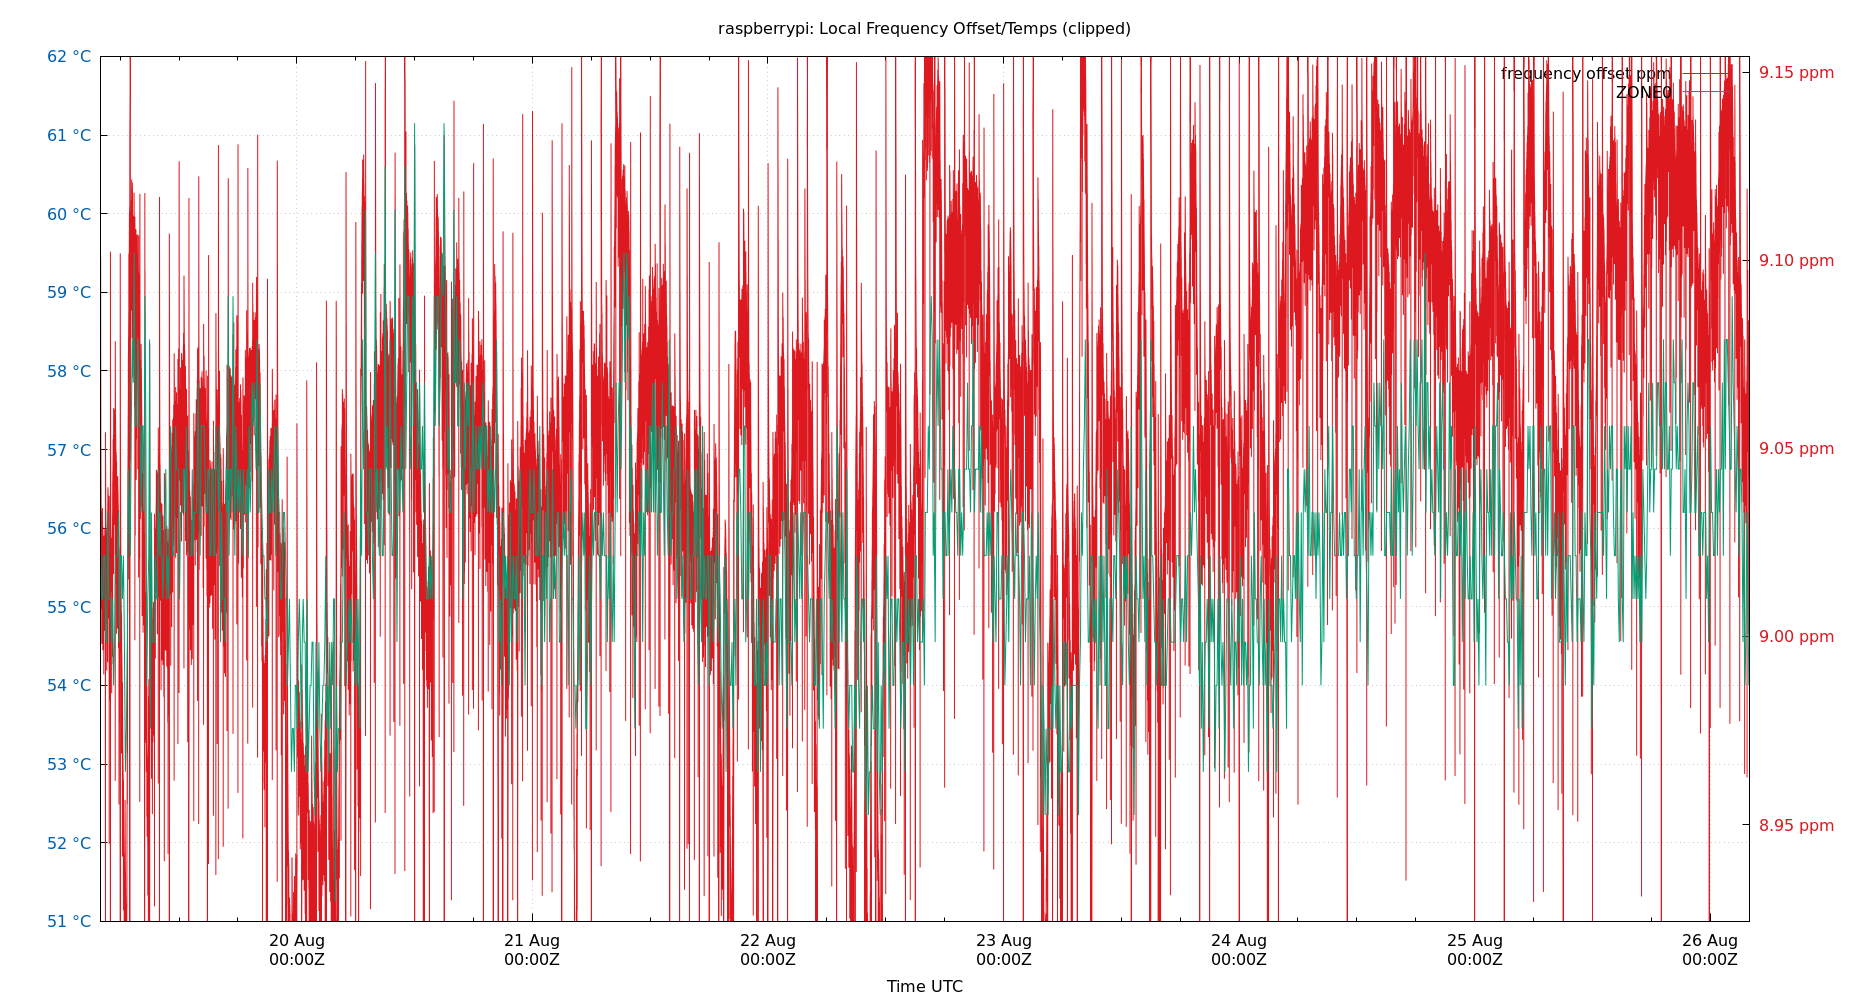 raspberrypi: Local Frequency Offset/Temps (clipped)
62 °C
61 °C
60 °C
59 °C
58 °C
57 °C
56 °C
55 °C
54 °C
53 °C
52 °C
51 °C
frequency offset ppm
ZONE0
9.15 ppm
9.10 ppm
9.05 ppm
9.00 ppm
8.95 ppm
20 Aug
00:00Z
21 Aug
00:00Z
22 Aug
00:00Z
23 Aug
00:00Z
24 Aug
00:00Z
25 Aug
00:00Z
26 Aug
00:00Z
Time UTC